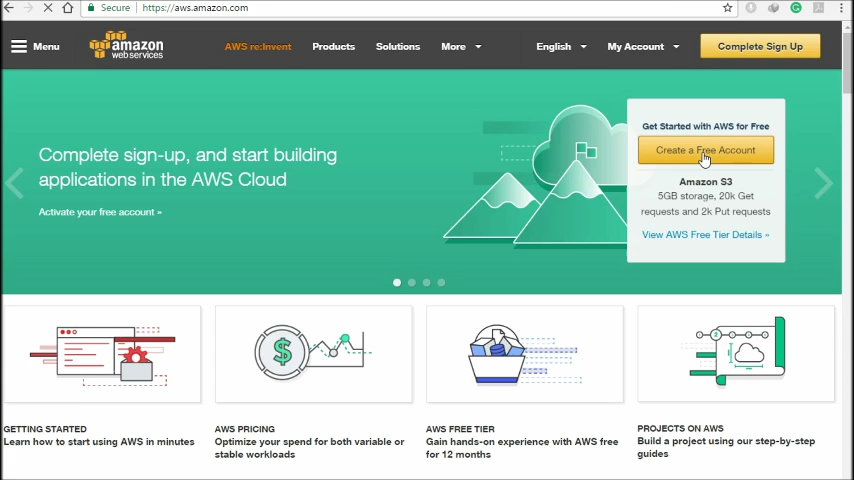 Secure
https://aws.amazon.com
Menu
amazon
webservices
AWS re:Invent
Products
Solutions
More
English
My Account
Complete Sign Up
Complete sign-up, and start building
applications in the AWS Cloud
Activate your free account »
Get Started with AWS for Free
Create a Free Account
Amazon S3
5GB storage, 20k Get
requests and 2k Put requests
View AWS Free Tier Details »
GETTING STARTED
Learn how to start using AWS in minutes
AWS PRICING
Optimize your spend for both variable or
stable workloads
AWS FREE TIER
Gain hands-on experience with AWS free
for 12 months
PROJECTS ON AWS
Build a project using our step-by-step
guides